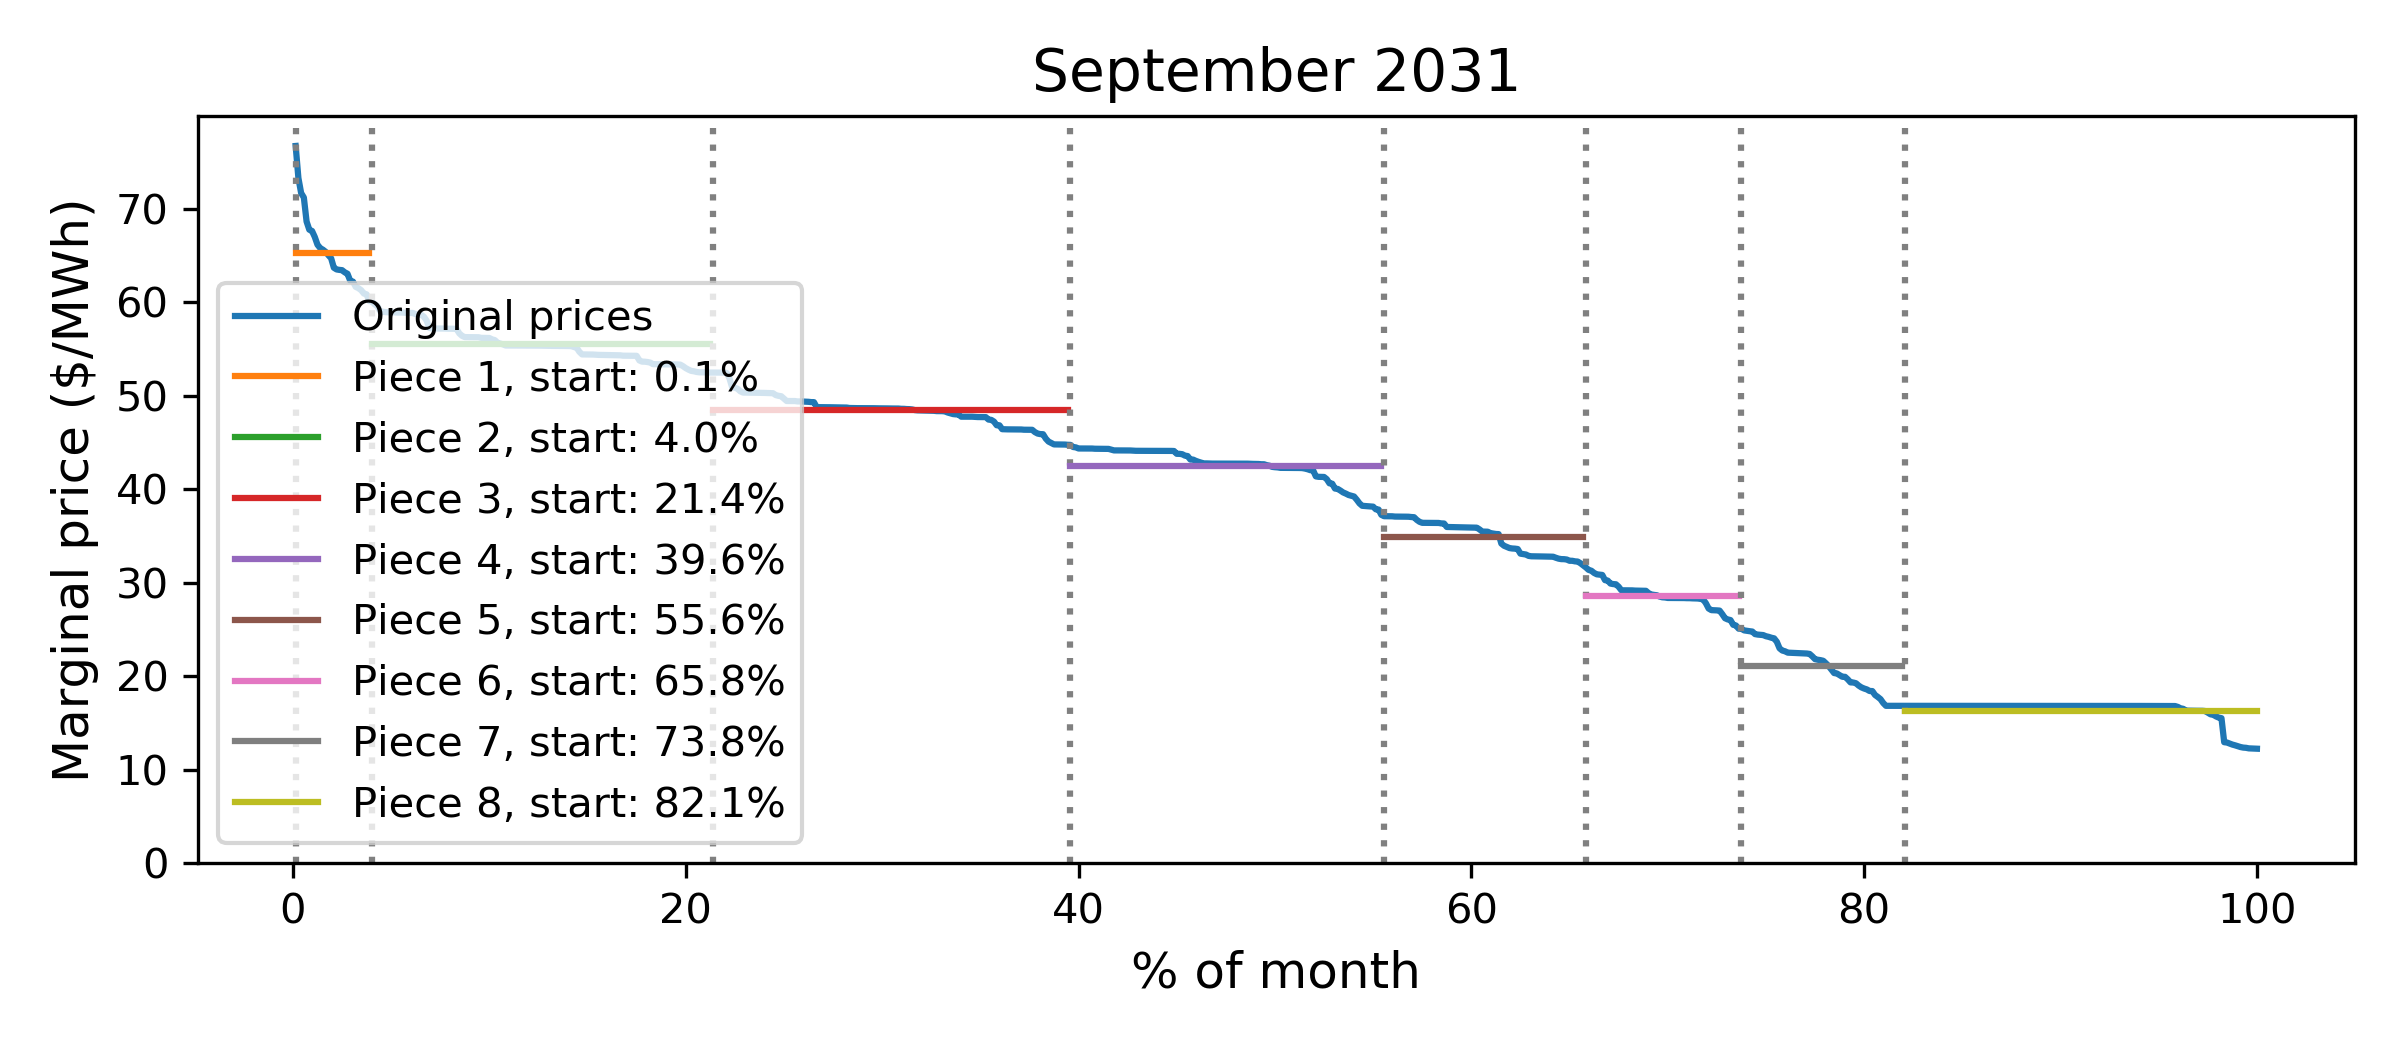 September 2031
Marginal price ($/MWh)
70
60
50
40
30
20
10
0
Original prices
Piece 1, start: 0.1%
Piece 2, start: 4.0%
Piece 3, start: 21.4%
Piece 4, start: 39.6%
Piece 5, start: 55.6%
Piece 6, start: 65.8%
Piece 7, start: 73.8%
Piece 8, start: 82.1%
0 20 40 60 80 100
% of month